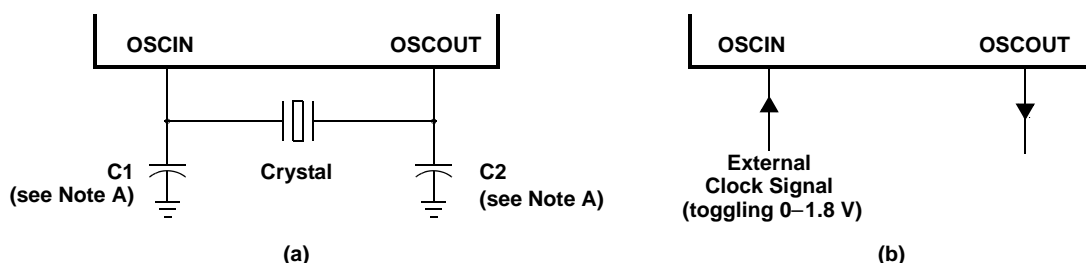 OSCIN
OSCOUT
C1
(see Note A)
Crystal
C2
(see Note A)
(a)
OSCIN
OSCOUT
External
Clock Signal
(toggling 0–1.8 V)
(b)